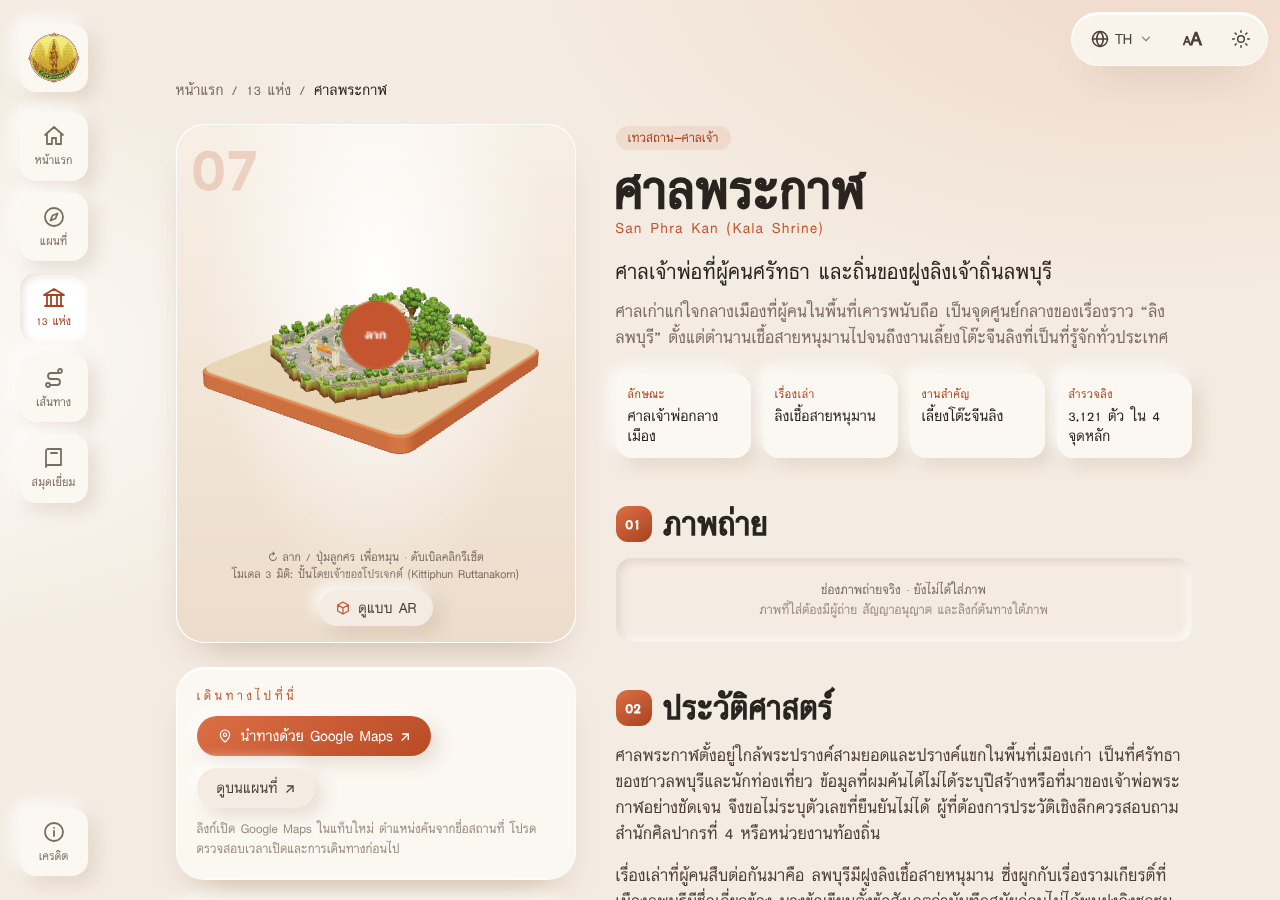 TH
AA
หน้าแรก / 13 แห่ง / ศาลพระกาฬ
หน้าแรก
แผนที่
13 แห่ง
เส้นทาง
สมุดเยี่ยม
เครดิต
07
ลาก
ลาก / ปุ่มลูกศร เพื่อหมุน · ดับเบิลคลิกรีเซ็ต
โมเดล 3 มิติ: ปั้นโดยเจ้าของโปรเจกต์ (Kittiphun Ruttanakorn)
ดูแบบ AR
เดินทางไปที่นี่
นำทางด้วย Google Maps
ดูบนแผนที่
ลิงก์เปิด Google Maps ในแท็บใหม่ ตำแหน่งค้นจากชื่อสถานที่ โปรด
ตรวจสอบเวลาเปิดและการเดินทางก่อนไป
เทวสถาน–ศาลเจ้า
ศาลพระกาฬ
San Phra Kan (Kala Shrine)
ศาลเจ้าพ่อที่ผู้คนศรัทธา และถิ่นของฝูงลิงเจ้าถิ่นลพบุรี
ศาลเก่าแก่ใจกลางเมืองที่ผู้คนในพื้นที่เคารพนับถือ เป็นจุดศูนย์กลางของเรื่องราว “ลิง
ลพบุรี” ตั้งแต่ตำนานเชื้อสายหนุมานไปจนถึงงานเลี้ยงโต๊ะจีนลิงที่เป็นที่รู้จักทั่วประเทศ
ลักษณะ
ศาลเจ้าพ่อกลาง
เมือง
เรื่องเล่า
ลิงเชื้อสายหนุมาน
งานสำคัญ
เลี้ยงโต๊ะจีนลิง
สำรวจลิง
3,121 ตัว ใน 4
จุดหลัก
01 ภาพถ่าย
ช่องภาพถ่ายจริง · ยังไม่ได้ใส่ภาพ
ภาพที่ใส่ต้องมีผู้ถ่าย สัญญาอนุญาต และลิงก์ต้นทางใต้ภาพ
02 ประวัติศาสตร์
ศาลพระกาฬตั้งอยู่ใกล้พระปรางค์สามยอดและปรางค์แขกในพื้นที่เมืองเก่า เป็นที่ศรัทธา
ของชาวลพบุรีและนักท่องเที่ยว ข้อมูลที่ผมค้นได้ไม่ได้ระบุปีสร้างหรือที่มาของเจ้าพ่อพระ
กาฬอย่างชัดเจน จึงขอไม่ระบุตัวเลขที่ยืนยันไม่ได้ ผู้ที่ต้องการประวัติเชิงลึกควรสอบถาม
สำนักศิลปากรที่ 4 หรือหน่วยงานท้องถิ่น
เรื่องเล่าที่ผู้คนสืบต่อกันมาคือ ลพบุรีมีฝูงลิงเชื้อสายหนุมาน ซึ่งผูกกับเรื่องรามเกียรติ์ที่